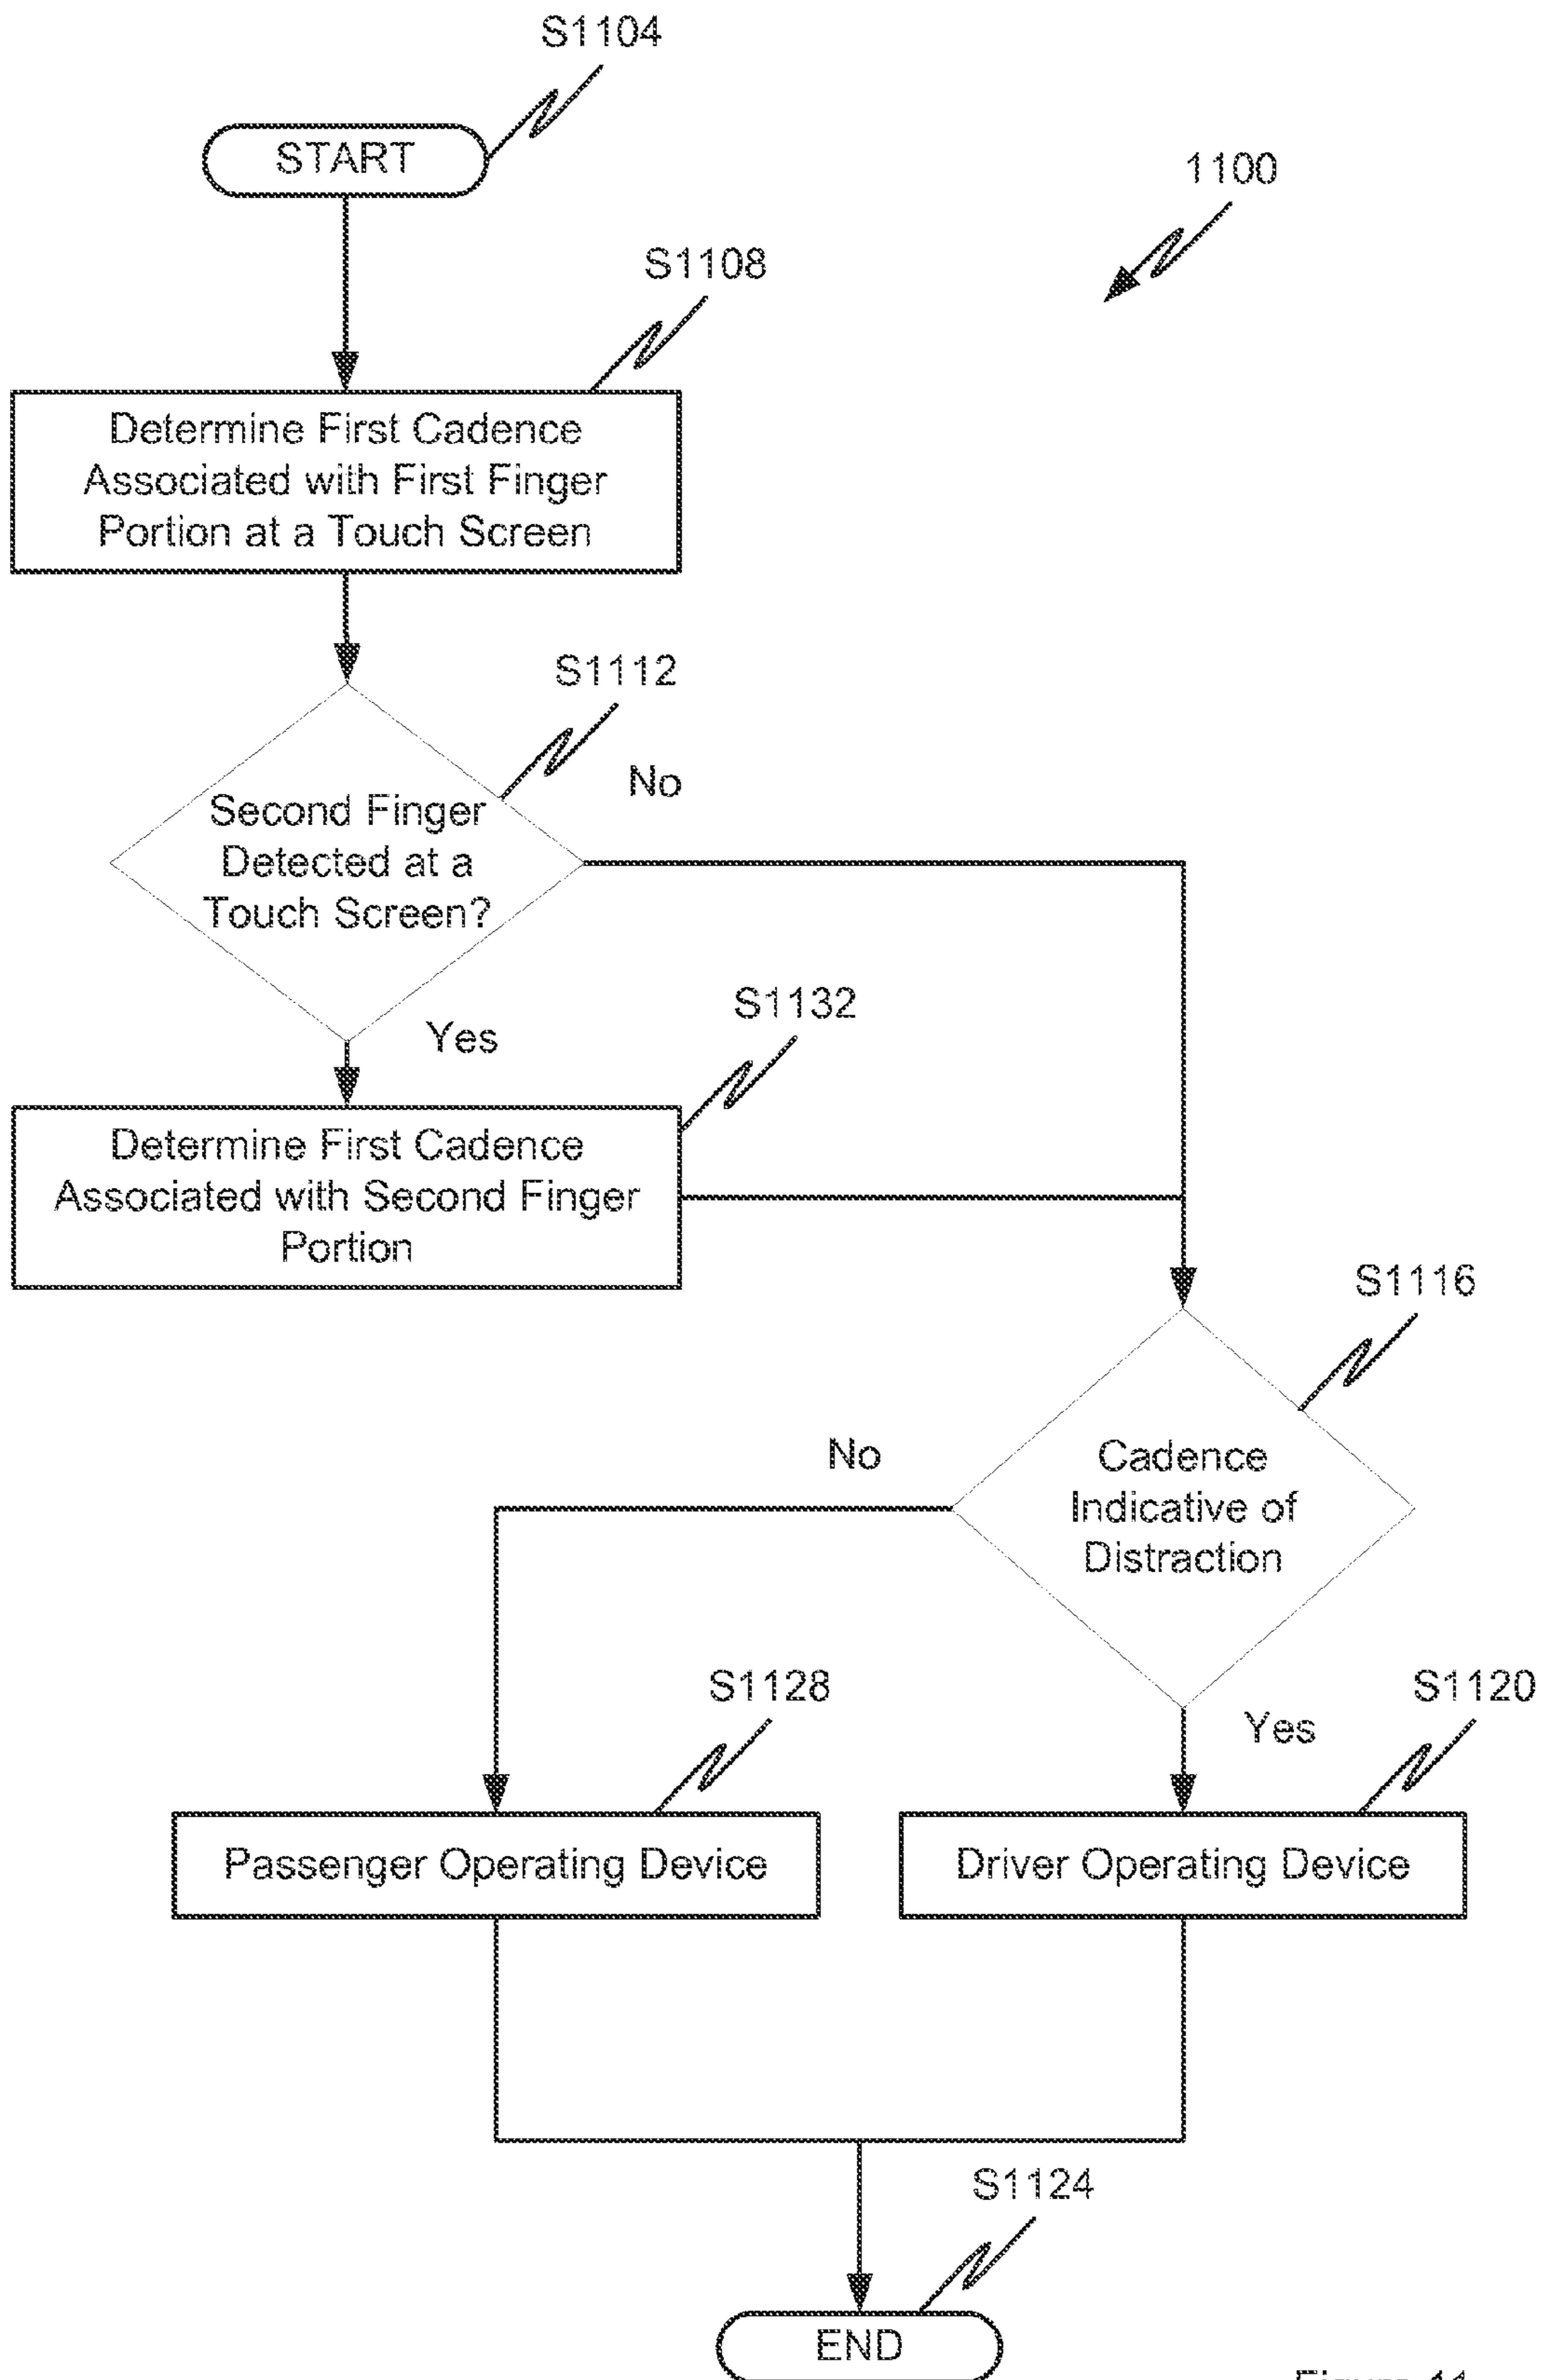 S1104
START
1100
S1108
Determine First Cadence
Associated with First Finger
Portion at a Touch Screen
S1112
No
Second Finger
Detected at a
Touch Screen?
S1132
Yes
Determine First Cadence
Associated with Second Finger
Portion
S1116
No
Cadence
Indicative of
Distraction
S1128
S1120
Yes
Passenger Operating Device
Driver Operating Device
S1124
END